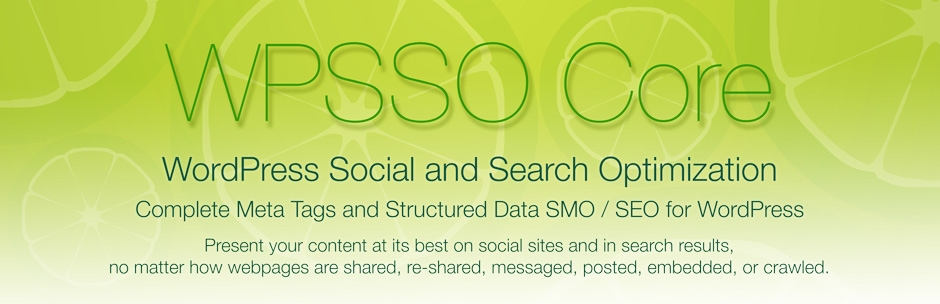 WPSSO Core
WordPress Social and Search Optimization
Complete Meta Tags and Structured Data SMO / SEO for WordPress
Present your content at its best on social sites and in search results,
no matter how webpages are shared, re-shared, messaged, posted, embedded, or crawled.